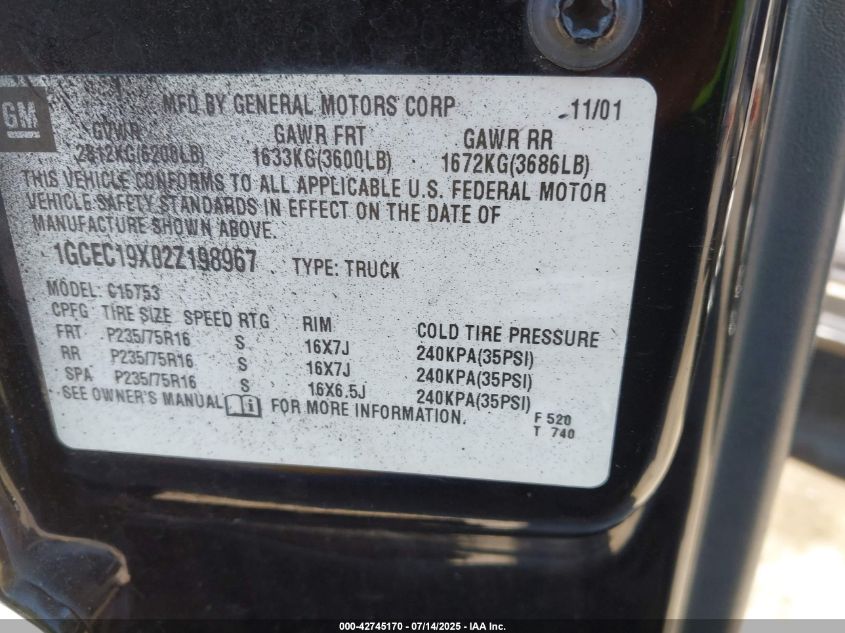 GM
MFD BY GENERAL MOTORS CORP 11/01
GVWR GAWR FRT GAWR RR
2812KG(6200LB) 1633KG(3600LB) 1672KG(3686LB)
THIS VEHICLE CONFORMS TO ALL APPLICABLE U.S. FEDERAL MOTOR
VEHICLE SAFETY STANDARDS IN EFFECT ON THE DATE OF
MANUFACTURE SHOWN ABOVE.
1GCEC19X02Z198967 TYPE: TRUCK
MODEL: C15753
CPFG TIRE SIZE SPEED RTG RIM COLD TIRE PRESSURE
FRT P235/75R16 S 16X7J 240KPA(35PSI)
RR P235/75R16 S 16X7J 240KPA(35PSI)
SPA P235/75R16 S 16X6.5J 240KPA(35PSI)
SEE OWNER'S MANUAL FOR MORE INFORMATION.
F 520
T 740
000-42745170 - 07/14/2025 - IAA Inc.